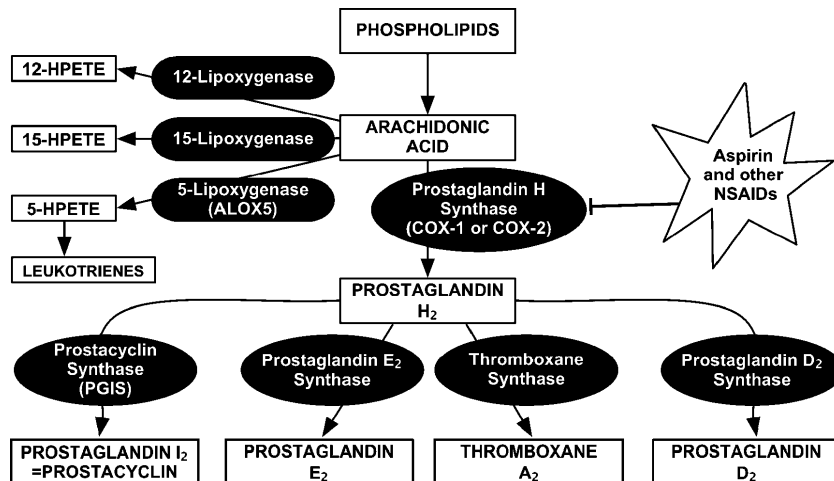 PHOSPHOLIPIDS
12-HPETE
12-Lipoxygenase
15-HPETE
15-Lipoxygenase
ARACHIDONIC
ACID
5-HPETE
5-Lipoxygenase
(ALOX5)
Prostaglandin H
Synthase
(COX-1 or COX-2)
Aspirin
and other
NSAIDs
LEUKOTRIENES
PROSTAGLANDIN
H₂
Prostacyclin
Synthase
(PGIS)
Prostaglandin E₂
Synthase
Thromboxane
Synthase
Prostaglandin D₂
Synthase
PROSTAGLANDIN I₂
=PROSTACYCLIN
PROSTAGLANDIN
E₂
THROMBOXANE
A₂
PROSTAGLANDIN
D₂